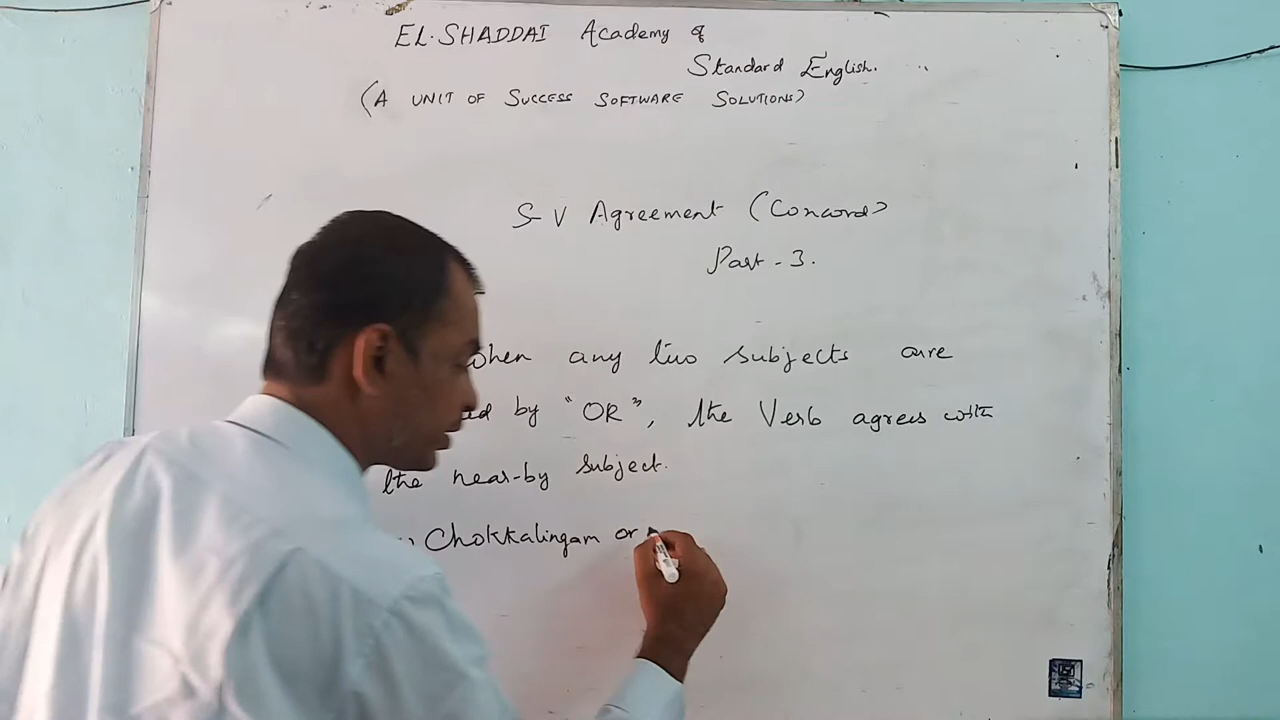 EL.SHADDAI Academy of
Standard English.
(A UNIT OF SUCCESS SOFTWARE SOLUTIONS)
S-V Agreement (Concord)
Part - 3.
when any two subjects are
by "OR", the Verb agrees with
the near-by subject.
Chokkalingam or